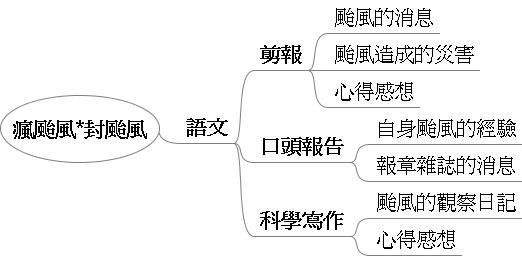 瘋颱風*封颱風
語文
剪報
颱風的消息
颱風造成的災害
心得感想
口頭報告
自身颱風的經驗
報章雜誌的消息
科學寫作
颱風的觀察日記
心得感想